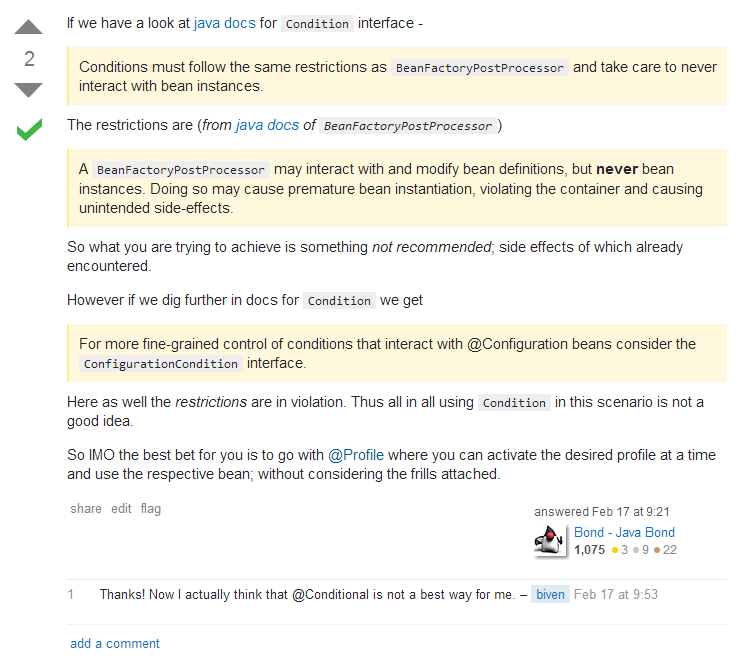 If we have a look at java docs for Condition interface -
2
Conditions must follow the same restrictions as BeanFactoryPostProcessor and take care to never
interact with bean instances.
The restrictions are (from java docs of BeanFactoryPostProcessor)
A BeanFactoryPostProcessor may interact with and modify bean definitions, but never bean
instances. Doing so may cause premature bean instantiation, violating the container and causing
unintended side-effects.
So what you are trying to achieve is something not recommended; side effects of which already
encountered.
However if we dig further in docs for Condition we get
For more fine-grained control of conditions that interact with @Configuration beans consider the
ConfigurationCondition interface.
Here as well the restrictions are in violation. Thus all in all using Condition in this scenario is not a
good idea.
So IMO the best bet for you is to go with @Profile where you can activate the desired profile at a time
and use the respective bean; without considering the frills attached.
share edit flag
answered Feb 17 at 9:21
Bond - Java Bond
1,075 3 9 22
1 Thanks! Now I actually think that @Conditional is not a best way for me. – biven Feb 17 at 9:53
add a comment